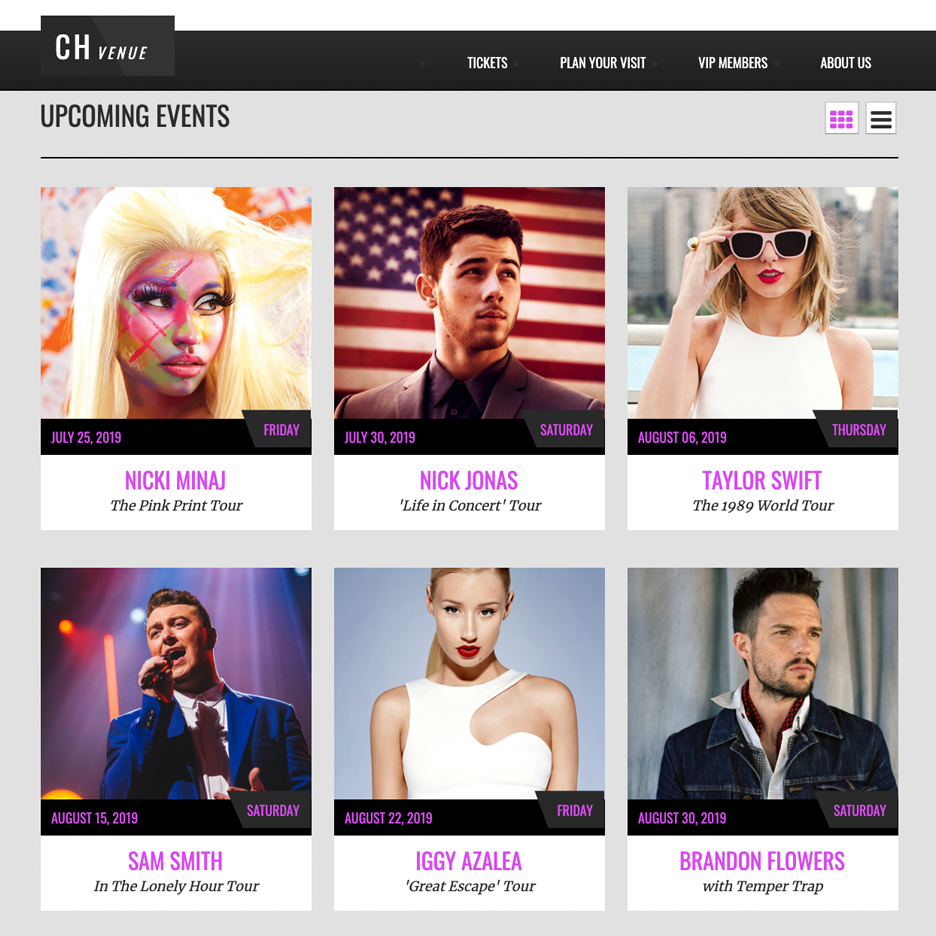 CH VENUE
TICKETS
PLAN YOUR VISIT
VIP MEMBERS
ABOUT US
UPCOMING EVENTS
JULY 25, 2019
FRIDAY
NICKI MINAJ
The Pink Print Tour
JULY 30, 2019
SATURDAY
NICK JONAS
'Life in Concert' Tour
AUGUST 06, 2019
THURSDAY
TAYLOR SWIFT
The 1989 World Tour
AUGUST 15, 2019
SATURDAY
SAM SMITH
In The Lonely Hour Tour
AUGUST 22, 2019
FRIDAY
IGGY AZALEA
'Great Escape' Tour
AUGUST 30, 2019
SATURDAY
BRANDON FLOWERS
with Temper Trap